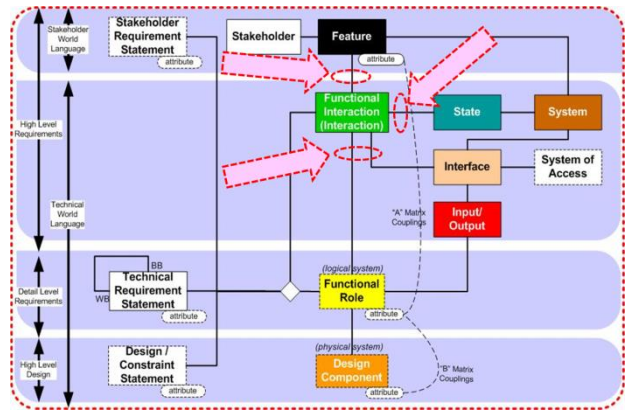 Stakeholder
World
Language
High Level
Requirements
Technical
World
Language
Detail Level
Requirements
High Level
Design
Stakeholder
Requirement
Statement
attribute
Stakeholder
Feature
attribute
Functional
Interaction
(Interaction)
State
System
Interface
System of
Access
Input/
Output
"A" Matrix
Couplings
BB
WB
Technical
Requirement
Statement
attribute
(logical system)
Functional
Role
attribute
Design /
Constraint
Statement
attribute
(physical system)
Design
Component
attribute
"B" Matrix
Couplings